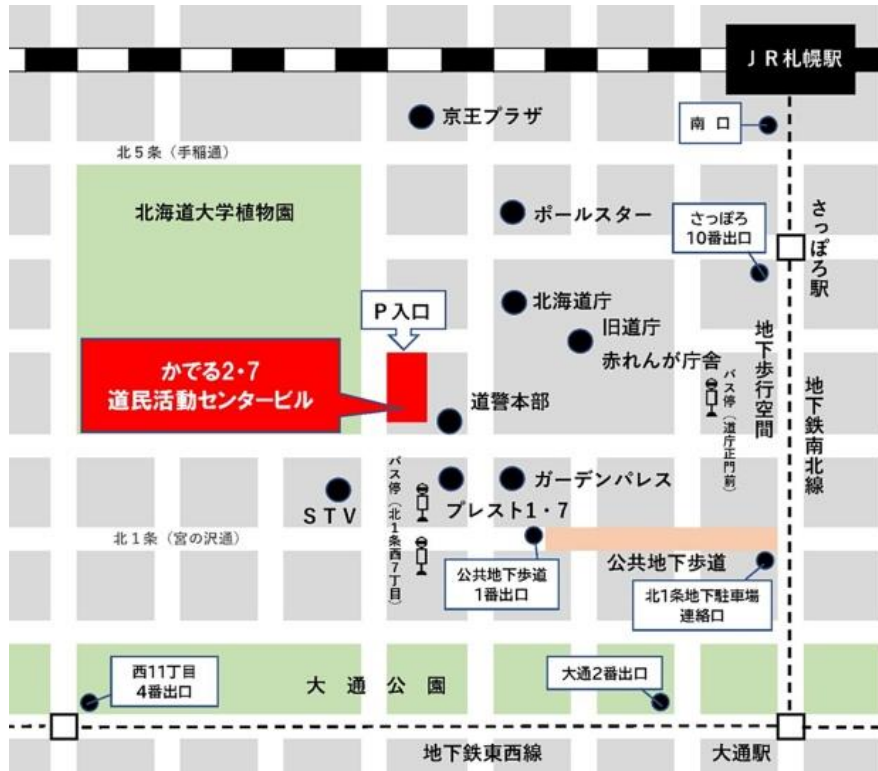 JR札幌駅
京王プラザ
南 口
北5条（手稲通）
北海道大学植物園
ポールスター
さっぽろ
10番出口
さっぽろ駅
P入口
北海道庁
旧道庁
赤れんが庁舎
地下歩行空間
かでる2・7
道民活動センタービル
道警本部
バス停（道庁正門前）
地下鉄南北線
バス停（北1条西7丁目）
STV
ガーデンパレス
プレスト1・7
北1条（宮の沢通）
公共地下歩道
1番出口
公共地下歩道
北1条地下駐車場
連絡口
西11丁目
4番出口
大 通 公 園
大通2番出口
地下鉄東西線
大通駅